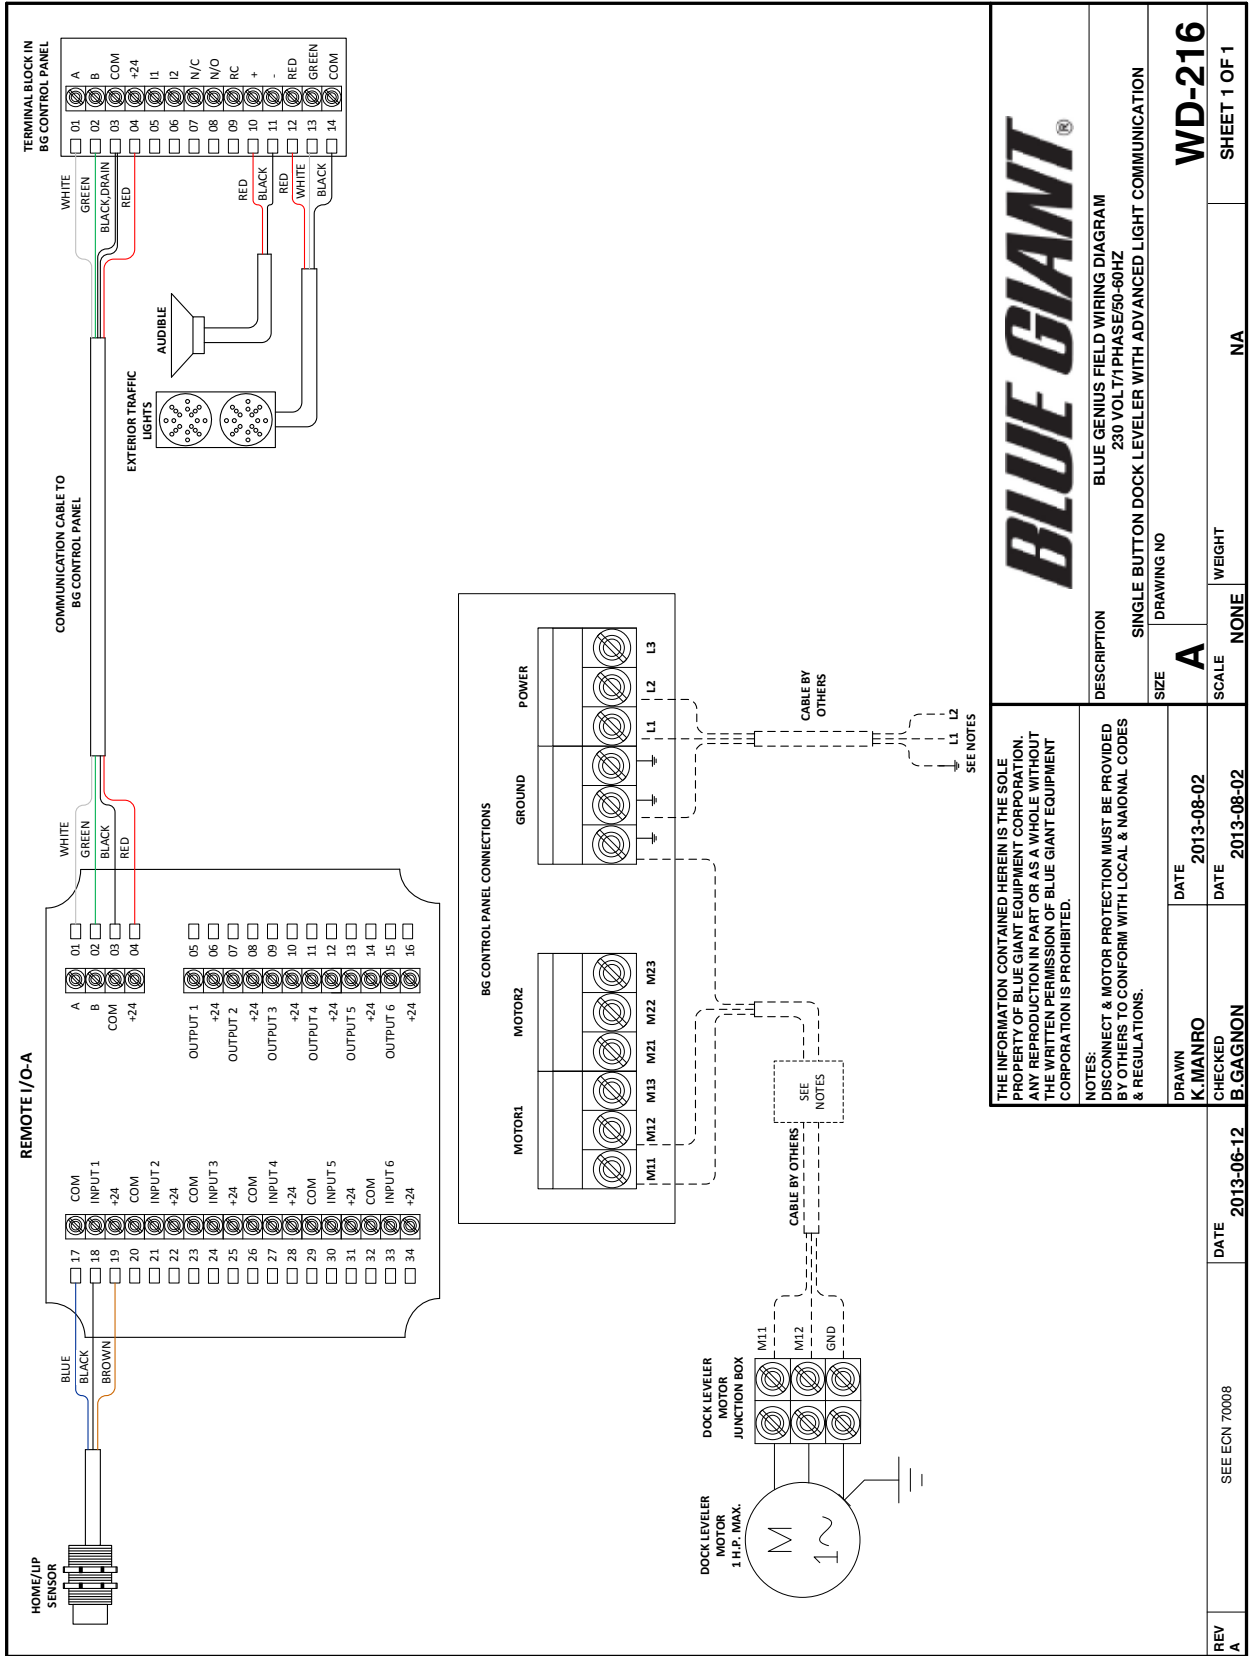 HOME/LIP
SENSOR
BLUE
BLACK
BROWN
REMOTE I/O-A
17 COM
18 INPUT 1
19 +24
20 COM
21 INPUT 2
22 +24
23 COM
24 INPUT 3
25 +24
26 COM
27 INPUT 4
28 +24
29 COM
30 INPUT 5
31 +24
32 COM
33 INPUT 6
34 +24
A 01
B 02
COM 03
+24 04
OUTPUT 1 05
+24 06
OUTPUT 2 07
+24 08
OUTPUT 3 09
+24 10
OUTPUT 4 11
+24 12
OUTPUT 5 13
+24 14
OUTPUT 6 15
+24 16
WHITE
GREEN
BLACK
RED
COMMUNICATION CABLE TO
BG CONTROL PANEL
WHITE
GREEN
BLACK,DRAIN
RED
TERMINAL BLOCK IN
BG CONTROL PANEL
01 A
02 B
03 COM
04 +24
05 I1
06 I2
07 N/C
08 N/O
09 RC
10 +
11 -
12 RED
13 GREEN
14 COM
EXTERIOR TRAFFIC
LIGHTS
AUDIBLE
RED
BLACK
RED
WHITE
BLACK
BG CONTROL PANEL CONNECTIONS
MOTOR1 MOTOR2 GROUND POWER
M11 M12 M13 M21 M22 M23 L1 L2 L3
DOCK LEVELER
MOTOR
1 H.P. MAX.
M
1~
DOCK LEVELER
MOTOR
JUNCTION BOX
M11
M12
GND
CABLE BY OTHERS
SEE
NOTES
CABLE BY
OTHERS
L1 L2
SEE NOTES
THE INFORMATION CONTAINED HEREIN IS THE SOLE
PROPERTY OF BLUE GIANT EQUIPMENT CORPORATION.
ANY REPRODUCTION IN PART OR AS A WHOLE WITHOUT
THE WRITTEN PERMISSION OF BLUE GIANT EQUIPMENT
CORPORATION IS PROHIBITED.
NOTES:
DISCONNECT & MOTOR PROTECTION MUST BE PROVIDED
BY OTHERS TO CONFORM WITH LOCAL & NAIONAL CODES
& REGULATIONS.
BLUE GIANT®
DESCRIPTION
BLUE GENIUS FIELD WIRING DIAGRAM
230 VOLT/1PHASE/50-60HZ
SINGLE BUTTON DOCK LEVELER WITH ADVANCED LIGHT COMMUNICATION
SIZE
A
DRAWING NO
WD-216
DRAWN
K.MANRO
DATE
2013-08-02
REV
A
SEE ECN 70008
DATE
2013-06-12
CHECKED
B.GAGNON
DATE
2013-08-02
SCALE
NONE
WEIGHT
NA
SHEET 1 OF 1